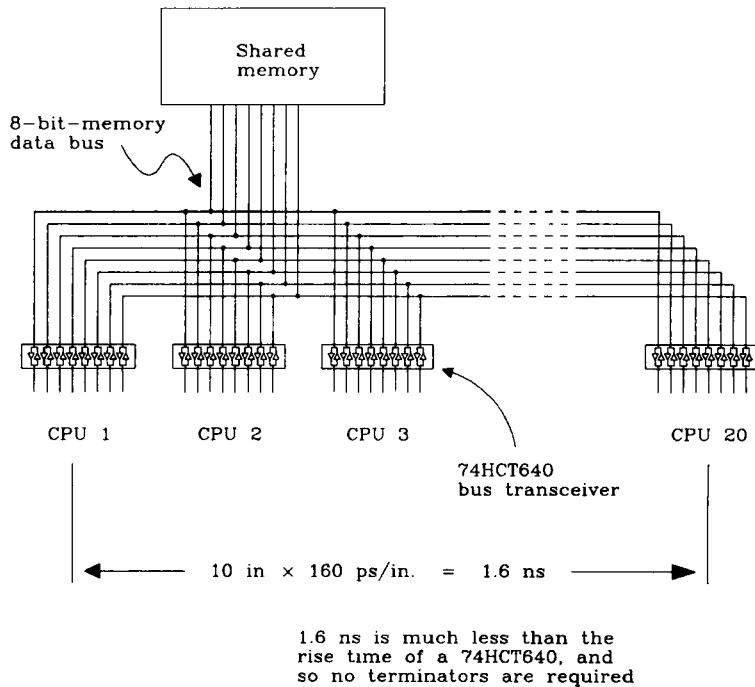 Shared
memory
8-bit-memory
data bus
CPU 1
CPU 2
CPU 3
CPU 20
74HCT640
bus transceiver
10 in × 160 ps/in. = 1.6 ns
1.6 ns is much less than the
rise time of a 74HCT640, and
so no terminators are required